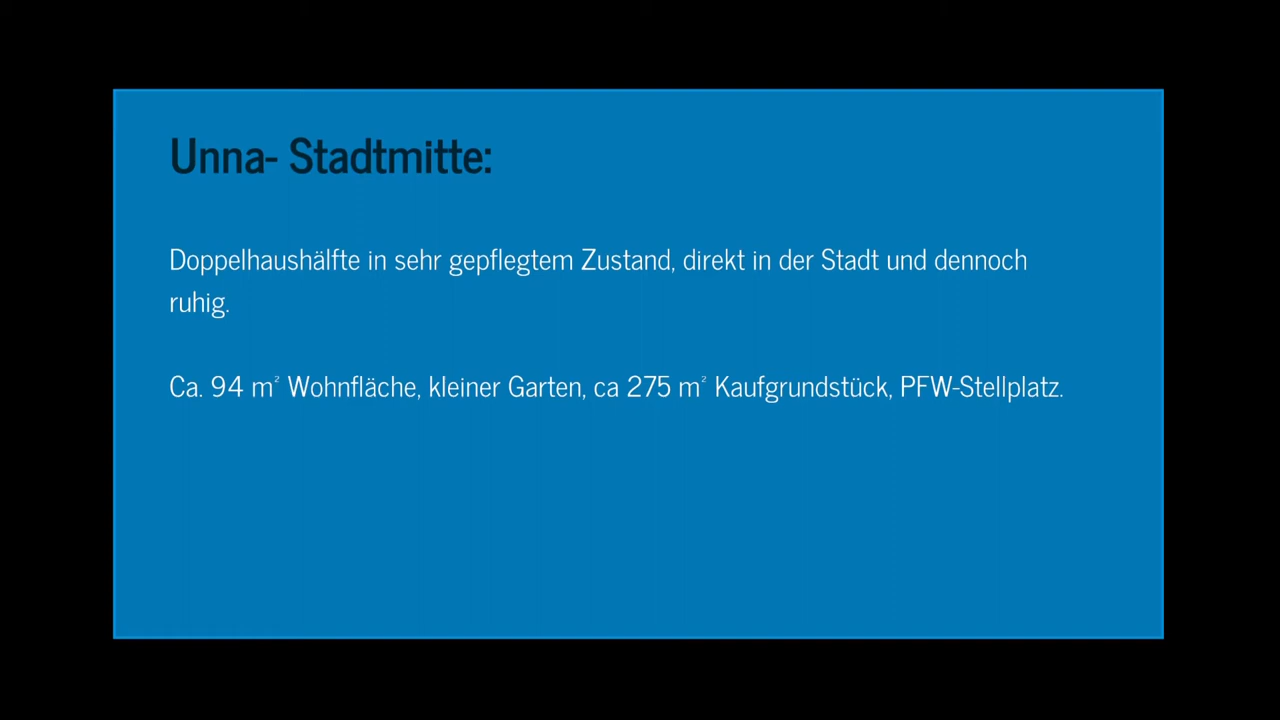 Unna- Stadtmitte:
Doppelhaushälfte in sehr gepflegtem Zustand, direkt in der Stadt und dennoch
ruhig.
Ca. 94 m² Wohnfläche, kleiner Garten, ca 275 m² Kaufgrundstück, PFW-Stellplatz.